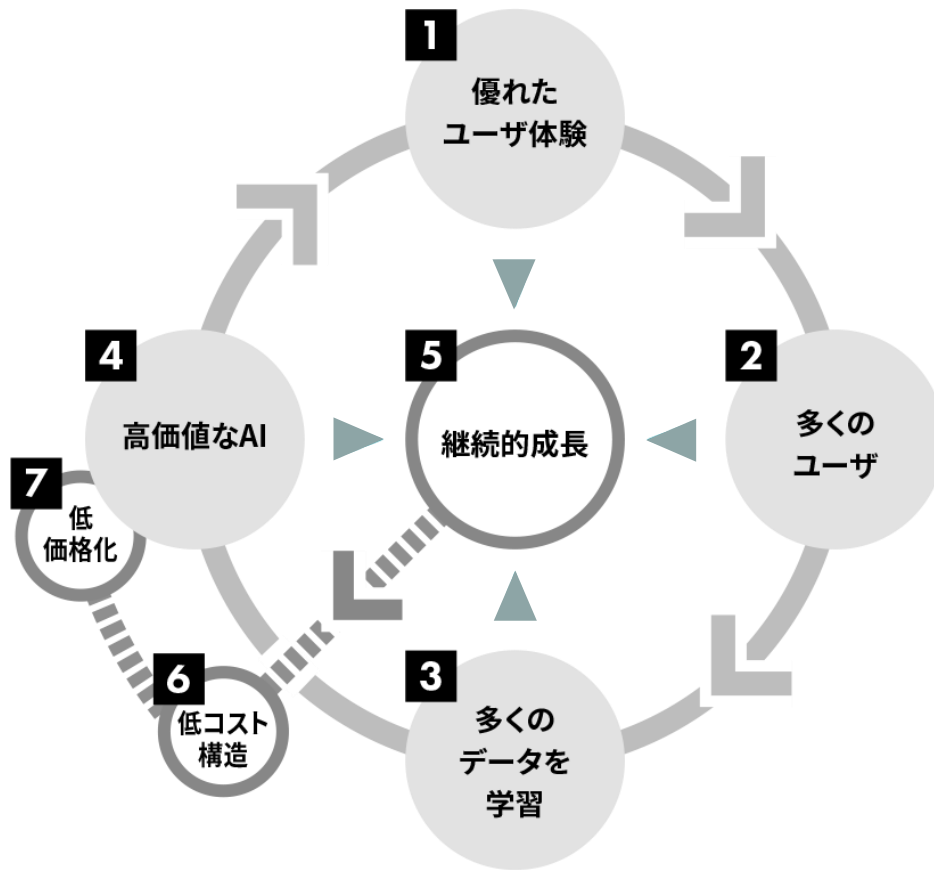 1
優れた
ユーザ体験
2
多くの
ユーザ
3
多くの
データを
学習
4
高価値なAI
5
継続的成長
6
低コスト
構造
7
低
価格化